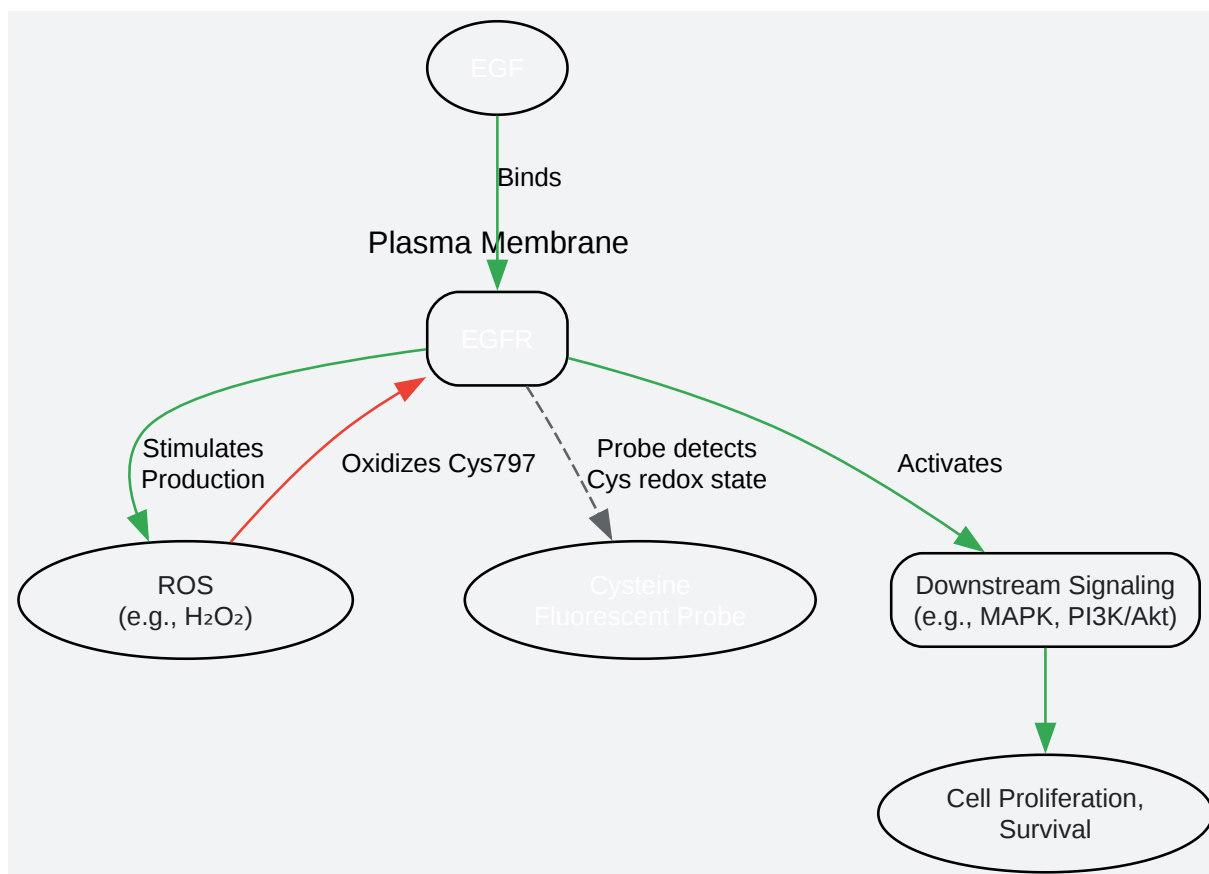 EGF
Binds
Plasma Membrane
EGFR
Stimulates
Production
Oxidizes Cys797
Probe detects
Cys redox state
Activates
ROS
(e.g., H₂O₂)
Cysteine
Fluorescent Probe
Downstream Signaling
(e.g., MAPK, PI3K/Akt)
Cell Proliferation,
Survival